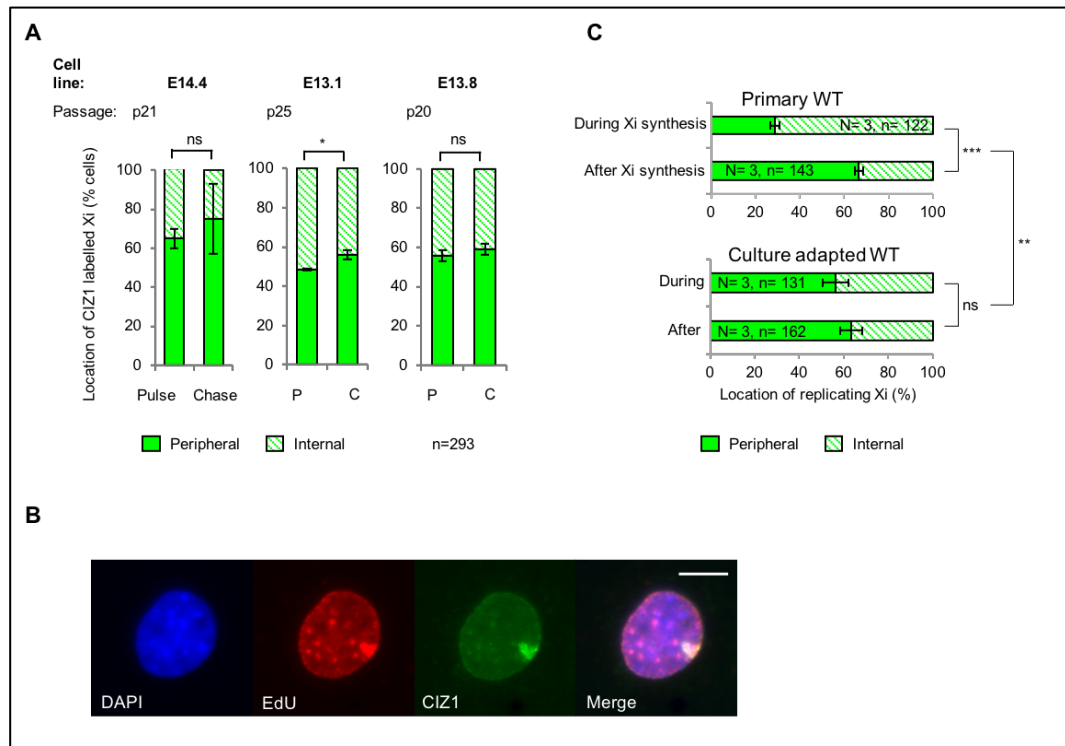 A
Cell
line: E14.4 E13.1 E13.8
Passage: p21 p25 p20
ns * ns
Location of CIZ1 labelled Xi (% cells)
100 100 100
80 80 80
60 60 60
40 40 40
20 20 20
0 0 0
Pulse Chase P C P C
Peripheral Internal n=293
C
Primary WT
During Xi synthesis N= 3, n= 122
***
After Xi synthesis N= 3, n= 143
0 20 40 60 80 100
**
Culture adapted WT
During N= 3, n= 131
ns
After N= 3, n= 162
0 20 40 60 80 100
Location of replicating Xi (%)
Peripheral Internal
B
DAPI EdU CIZ1 Merge